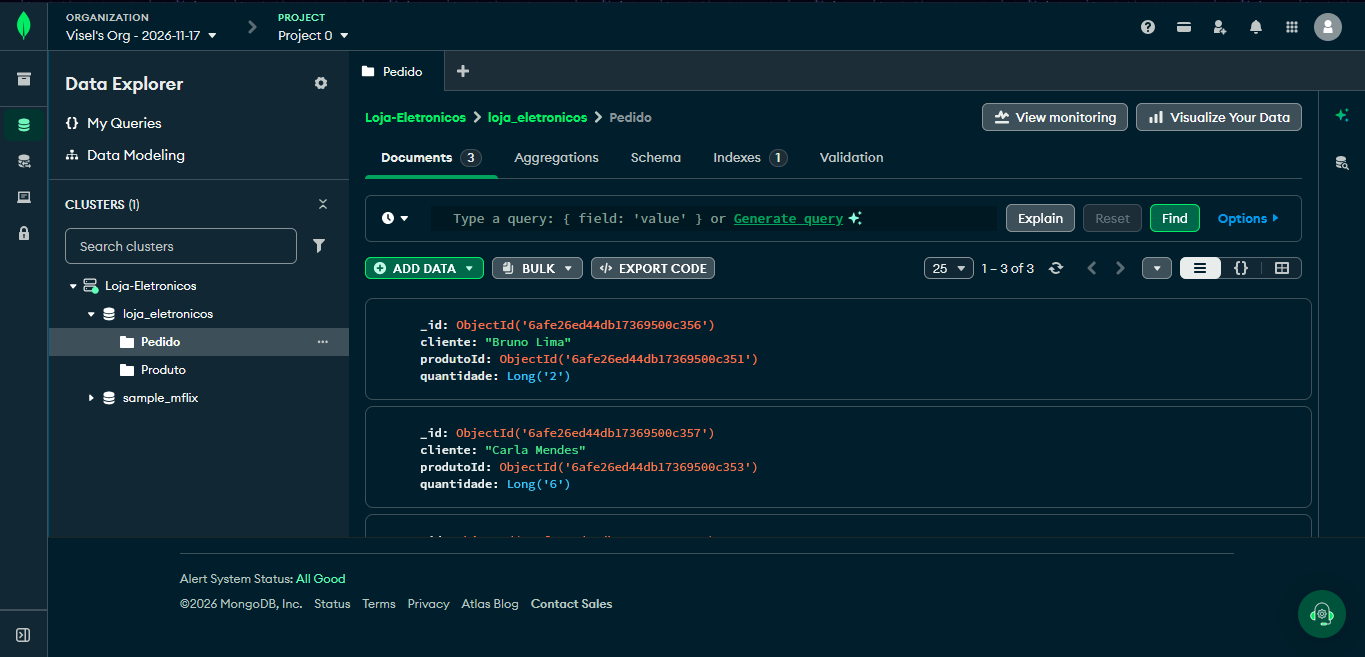 ORGANIZATION
Visel's Org - 2026-11-17
PROJECT
Project 0
Data Explorer
My Queries
Data Modeling
CLUSTERS (1)
Search clusters
Loja-Eletronicos
loja_eletronicos
Pedido
Produto
sample_mflix
Pedido
Loja-Eletronicos > loja_eletronicos > Pedido
View monitoring
Visualize Your Data
Documents 3
Aggregations
Schema
Indexes 1
Validation
Type a query: { field: 'value' } or Generate query
Explain
Reset
Find
Options
ADD DATA
BULK
EXPORT CODE
25
1 – 3 of 3
_id: ObjectId('6afe26ed44db17369500c356')
cliente: "Bruno Lima"
produtoId: ObjectId('6afe26ed44db17369500c351')
quantidade: Long('2')
_id: ObjectId('6afe26ed44db17369500c357')
cliente: "Carla Mendes"
produtoId: ObjectId('6afe26ed44db17369500c353')
quantidade: Long('6')
Alert System Status: All Good
©2026 MongoDB, Inc. Status Terms Privacy Atlas Blog Contact Sales